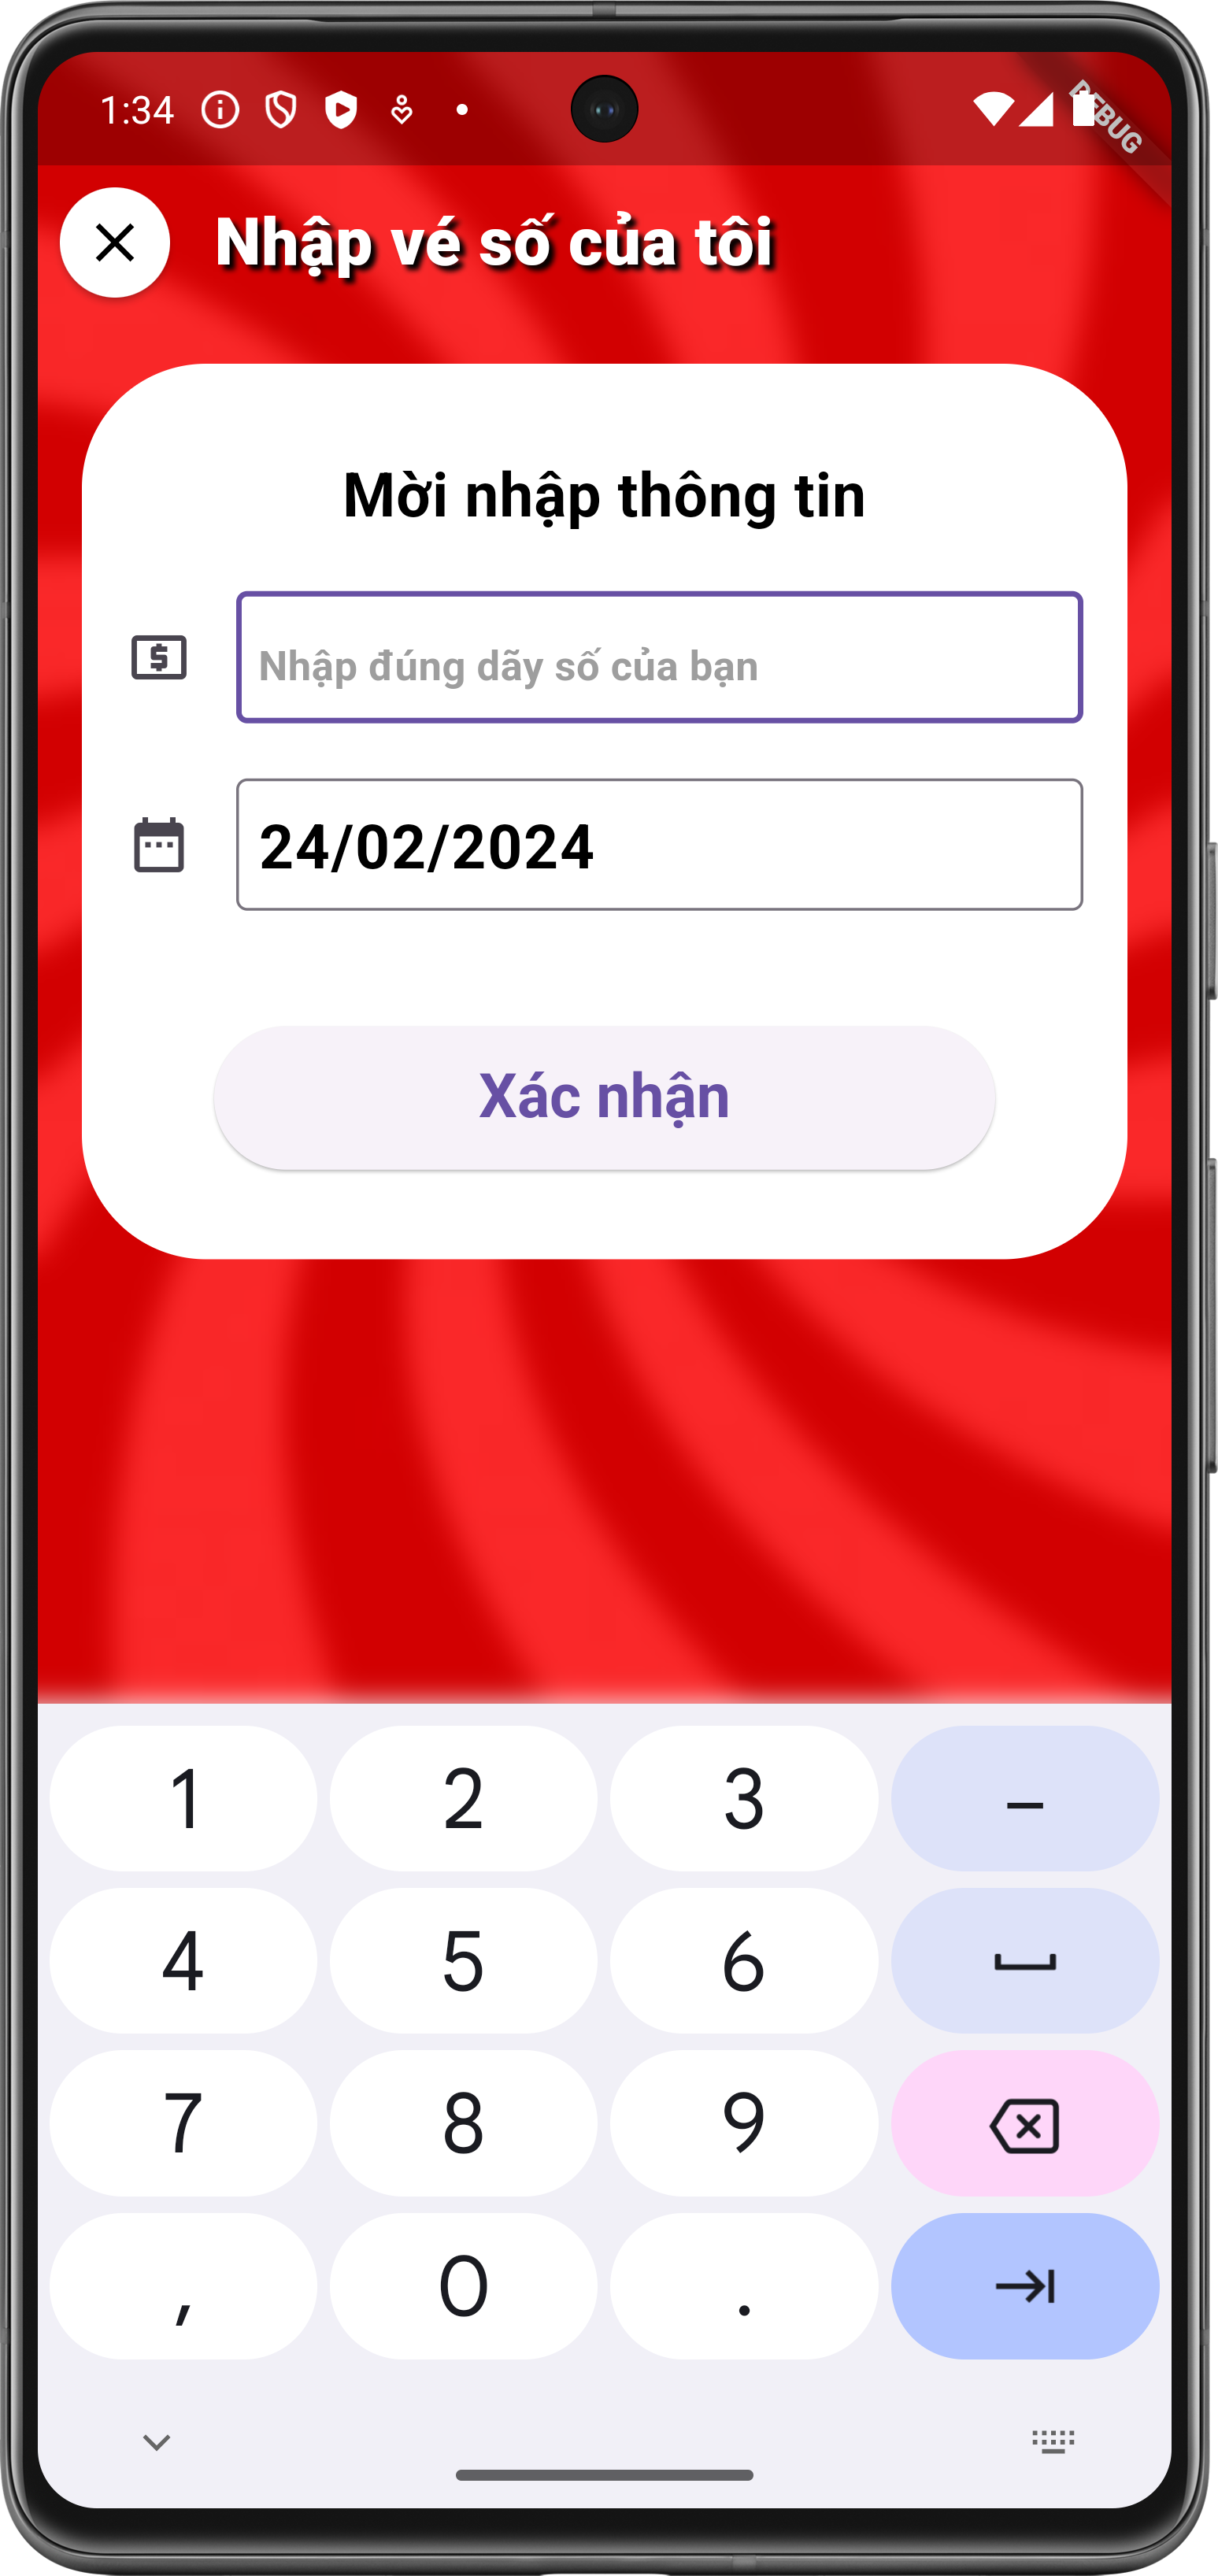 1:34
DEBUG
Nhập vé số của tôi
Mời nhập thông tin
Nhập đúng dãy số của bạn
24/02/2024
Xác nhận
1 2 3 –
4 5 6
7 8 9
, 0 .